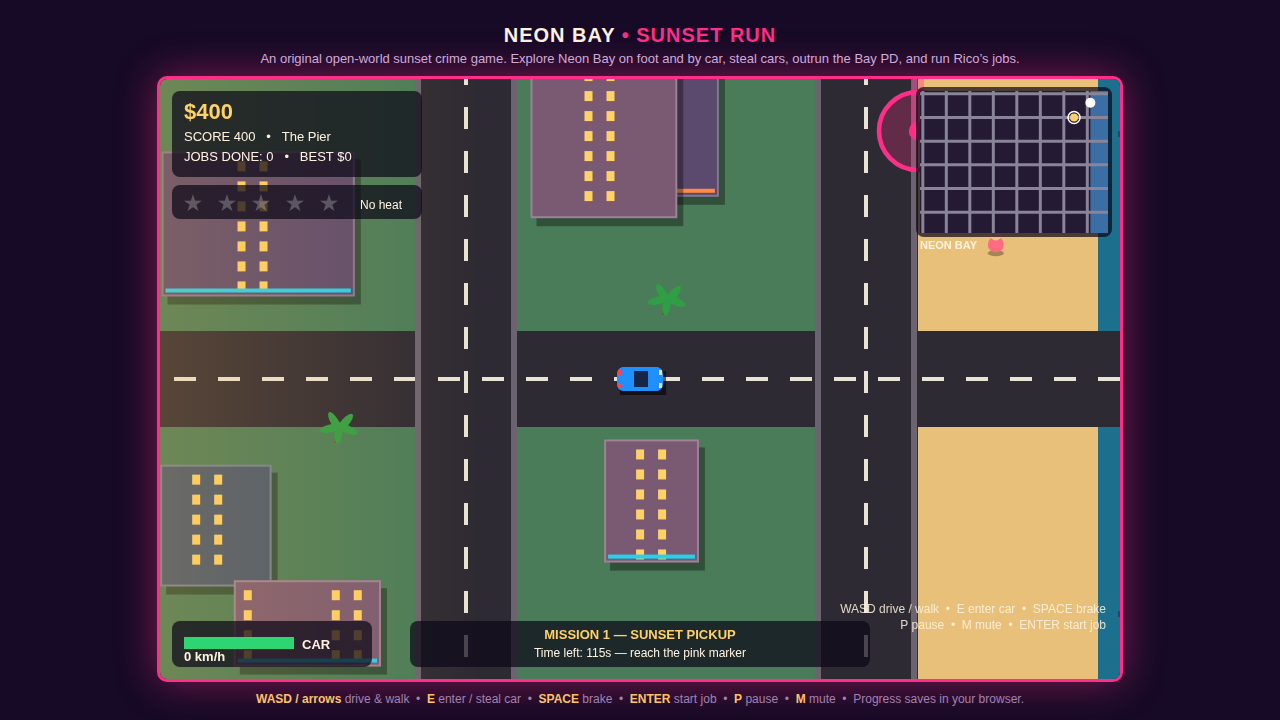 NEON BAY • SUNSET RUN
An original open-world sunset crime game. Explore Neon Bay on foot and by car, steal cars, outrun the Bay PD, and run Rico’s jobs.
$400
SCORE 400 • The Pier
JOBS DONE: 0 • BEST $0
★ ★ ★ ★ ★ No heat
NEON BAY
WASD drive / walk • E enter car • SPACE brake
P pause • M mute • ENTER start job
CAR
0 km/h
MISSION 1 — SUNSET PICKUP
Time left: 115s — reach the pink marker
WASD / arrows drive & walk • E enter / steal car • SPACE brake • ENTER start job • P pause • M mute • Progress saves in your browser.